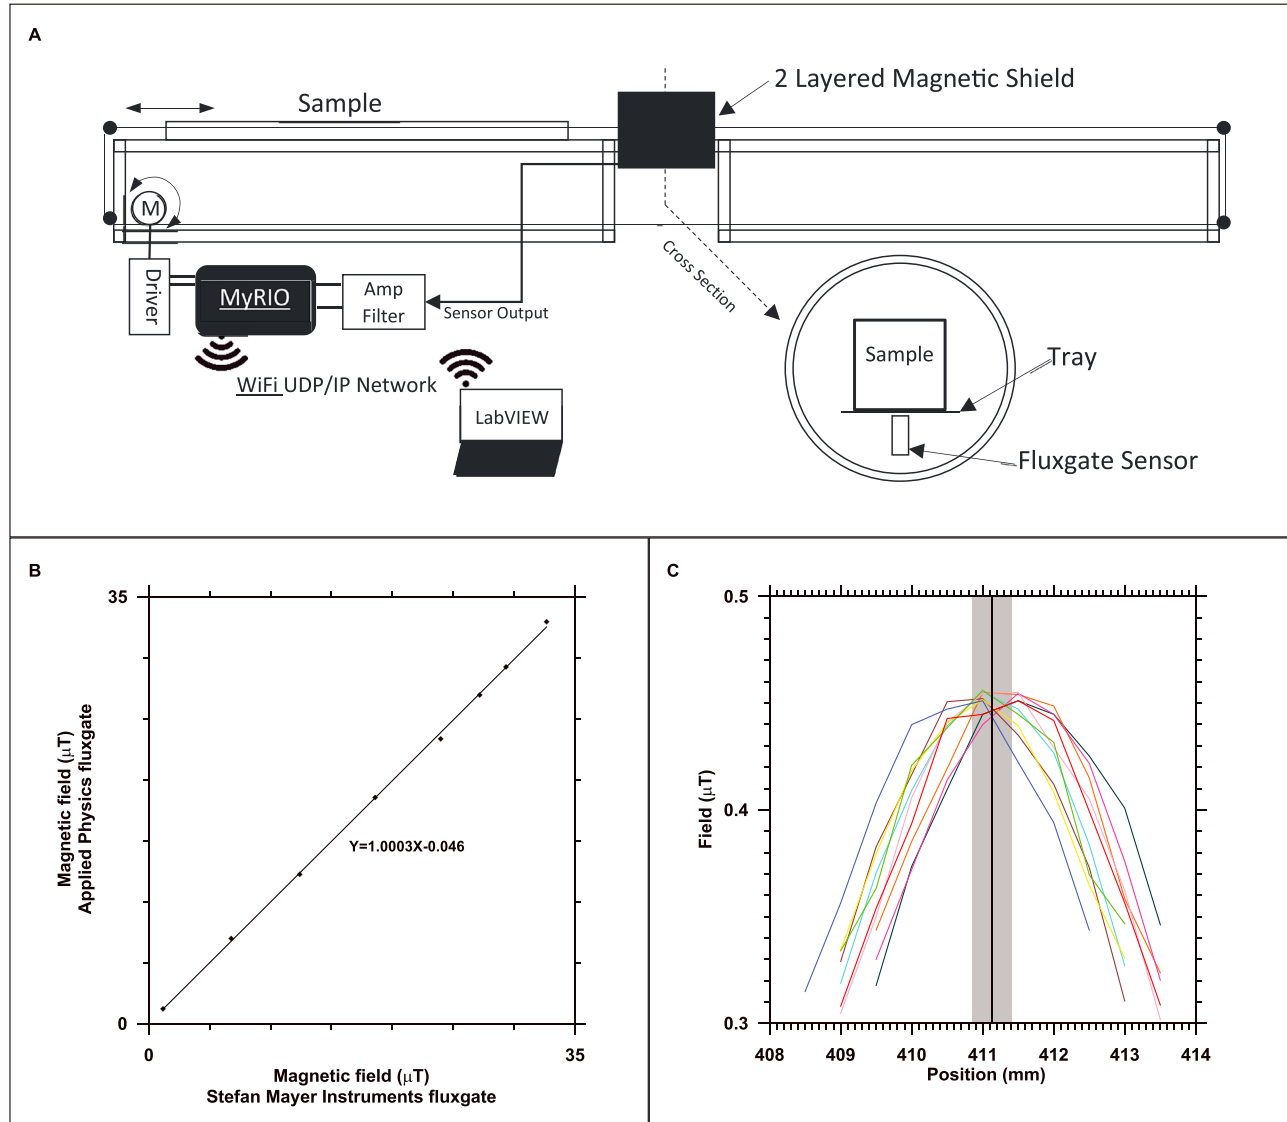 A
2 Layered Magnetic Shield
Sample
M
Cross Section
Driver
MyRIO
Amp
Filter
Sensor Output
WiFi UDP/IP Network
LabVIEW
Sample
Tray
Fluxgate Sensor
B
35
Magnetic field (μT)
Applied Physics fluxgate
Y=1.0003X-0.046
0
0
35
Magnetic field (μT)
Stefan Mayer Instruments fluxgate
C
0.5
0.4
0.3
Field (μT)
408 409 410 411 412 413 414
Position (mm)